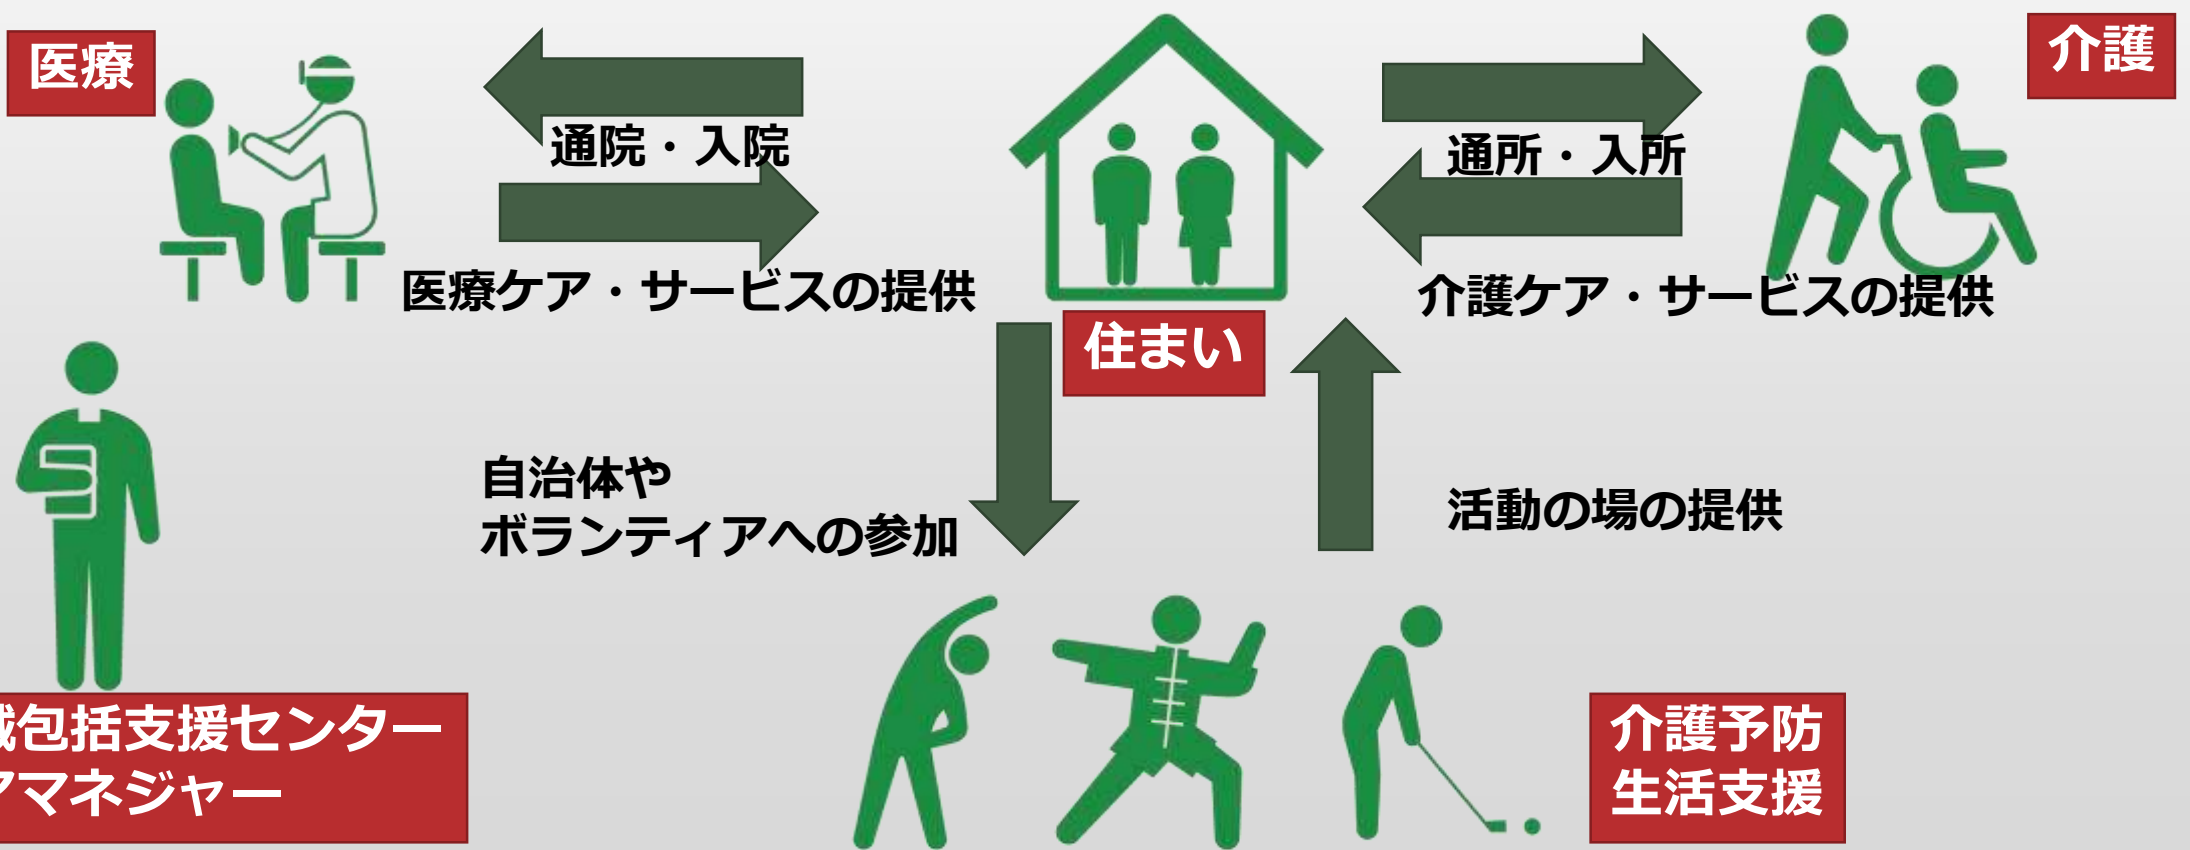 医療
介護
通院・入院
通所・入所
医療ケア・サービスの提供
介護ケア・サービスの提供
住まい
自治体や
ボランティアへの参加
活動の場の提供
域包括支援センター
アマネジャー
介護予防
生活支援